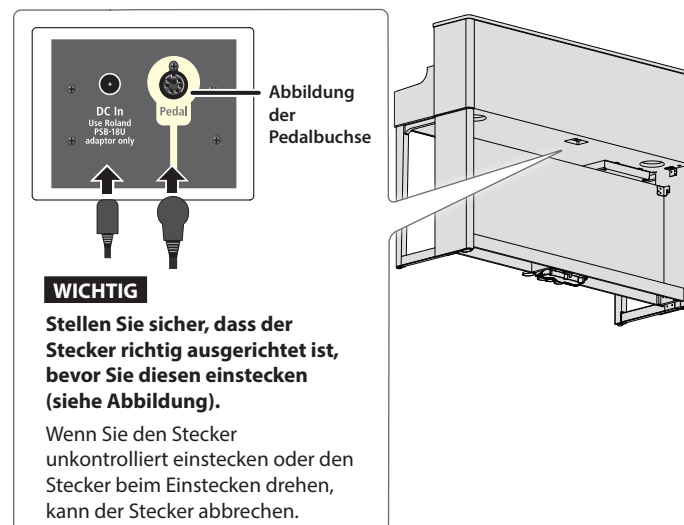 DC In
Use Roland
PSB-18U
adaptor only
Pedal
Abbildung
der
Pedalbuchse
WICHTIG
Stellen Sie sicher, dass der
Stecker richtig ausgerichtet ist,
bevor Sie diesen einstecken
(siehe Abbildung).
Wenn Sie den Stecker
unkontrolliert einstecken oder den
Stecker beim Einstecken drehen,
kann der Stecker abbrechen.